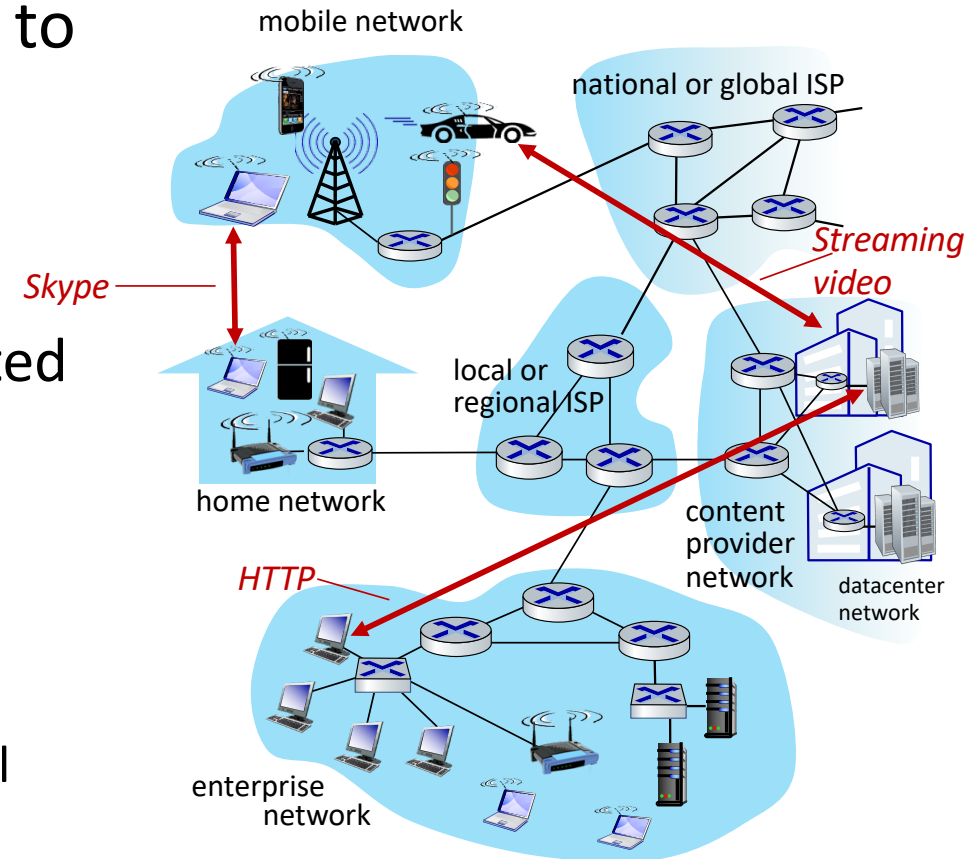 to
mobile network
national or global ISP
Streaming
video
Skype
ted
local or
regional ISP
home network
content
provider
network
datacenter
network
HTTP
l
enterprise
network